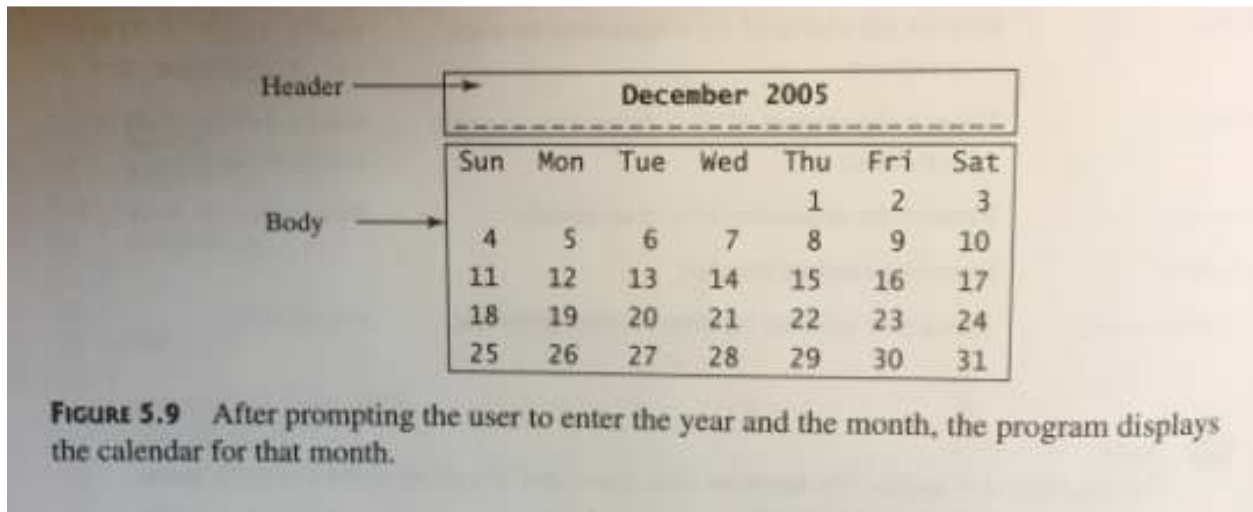 Header
December 2005
Sun Mon Tue Wed Thu Fri Sat
1 2 3
Body
4 5 6 7 8 9 10
11 12 13 14 15 16 17
18 19 20 21 22 23 24
25 26 27 28 29 30 31
FIGURE 5.9 After prompting the user to enter the year and the month, the program displays
the calendar for that month.